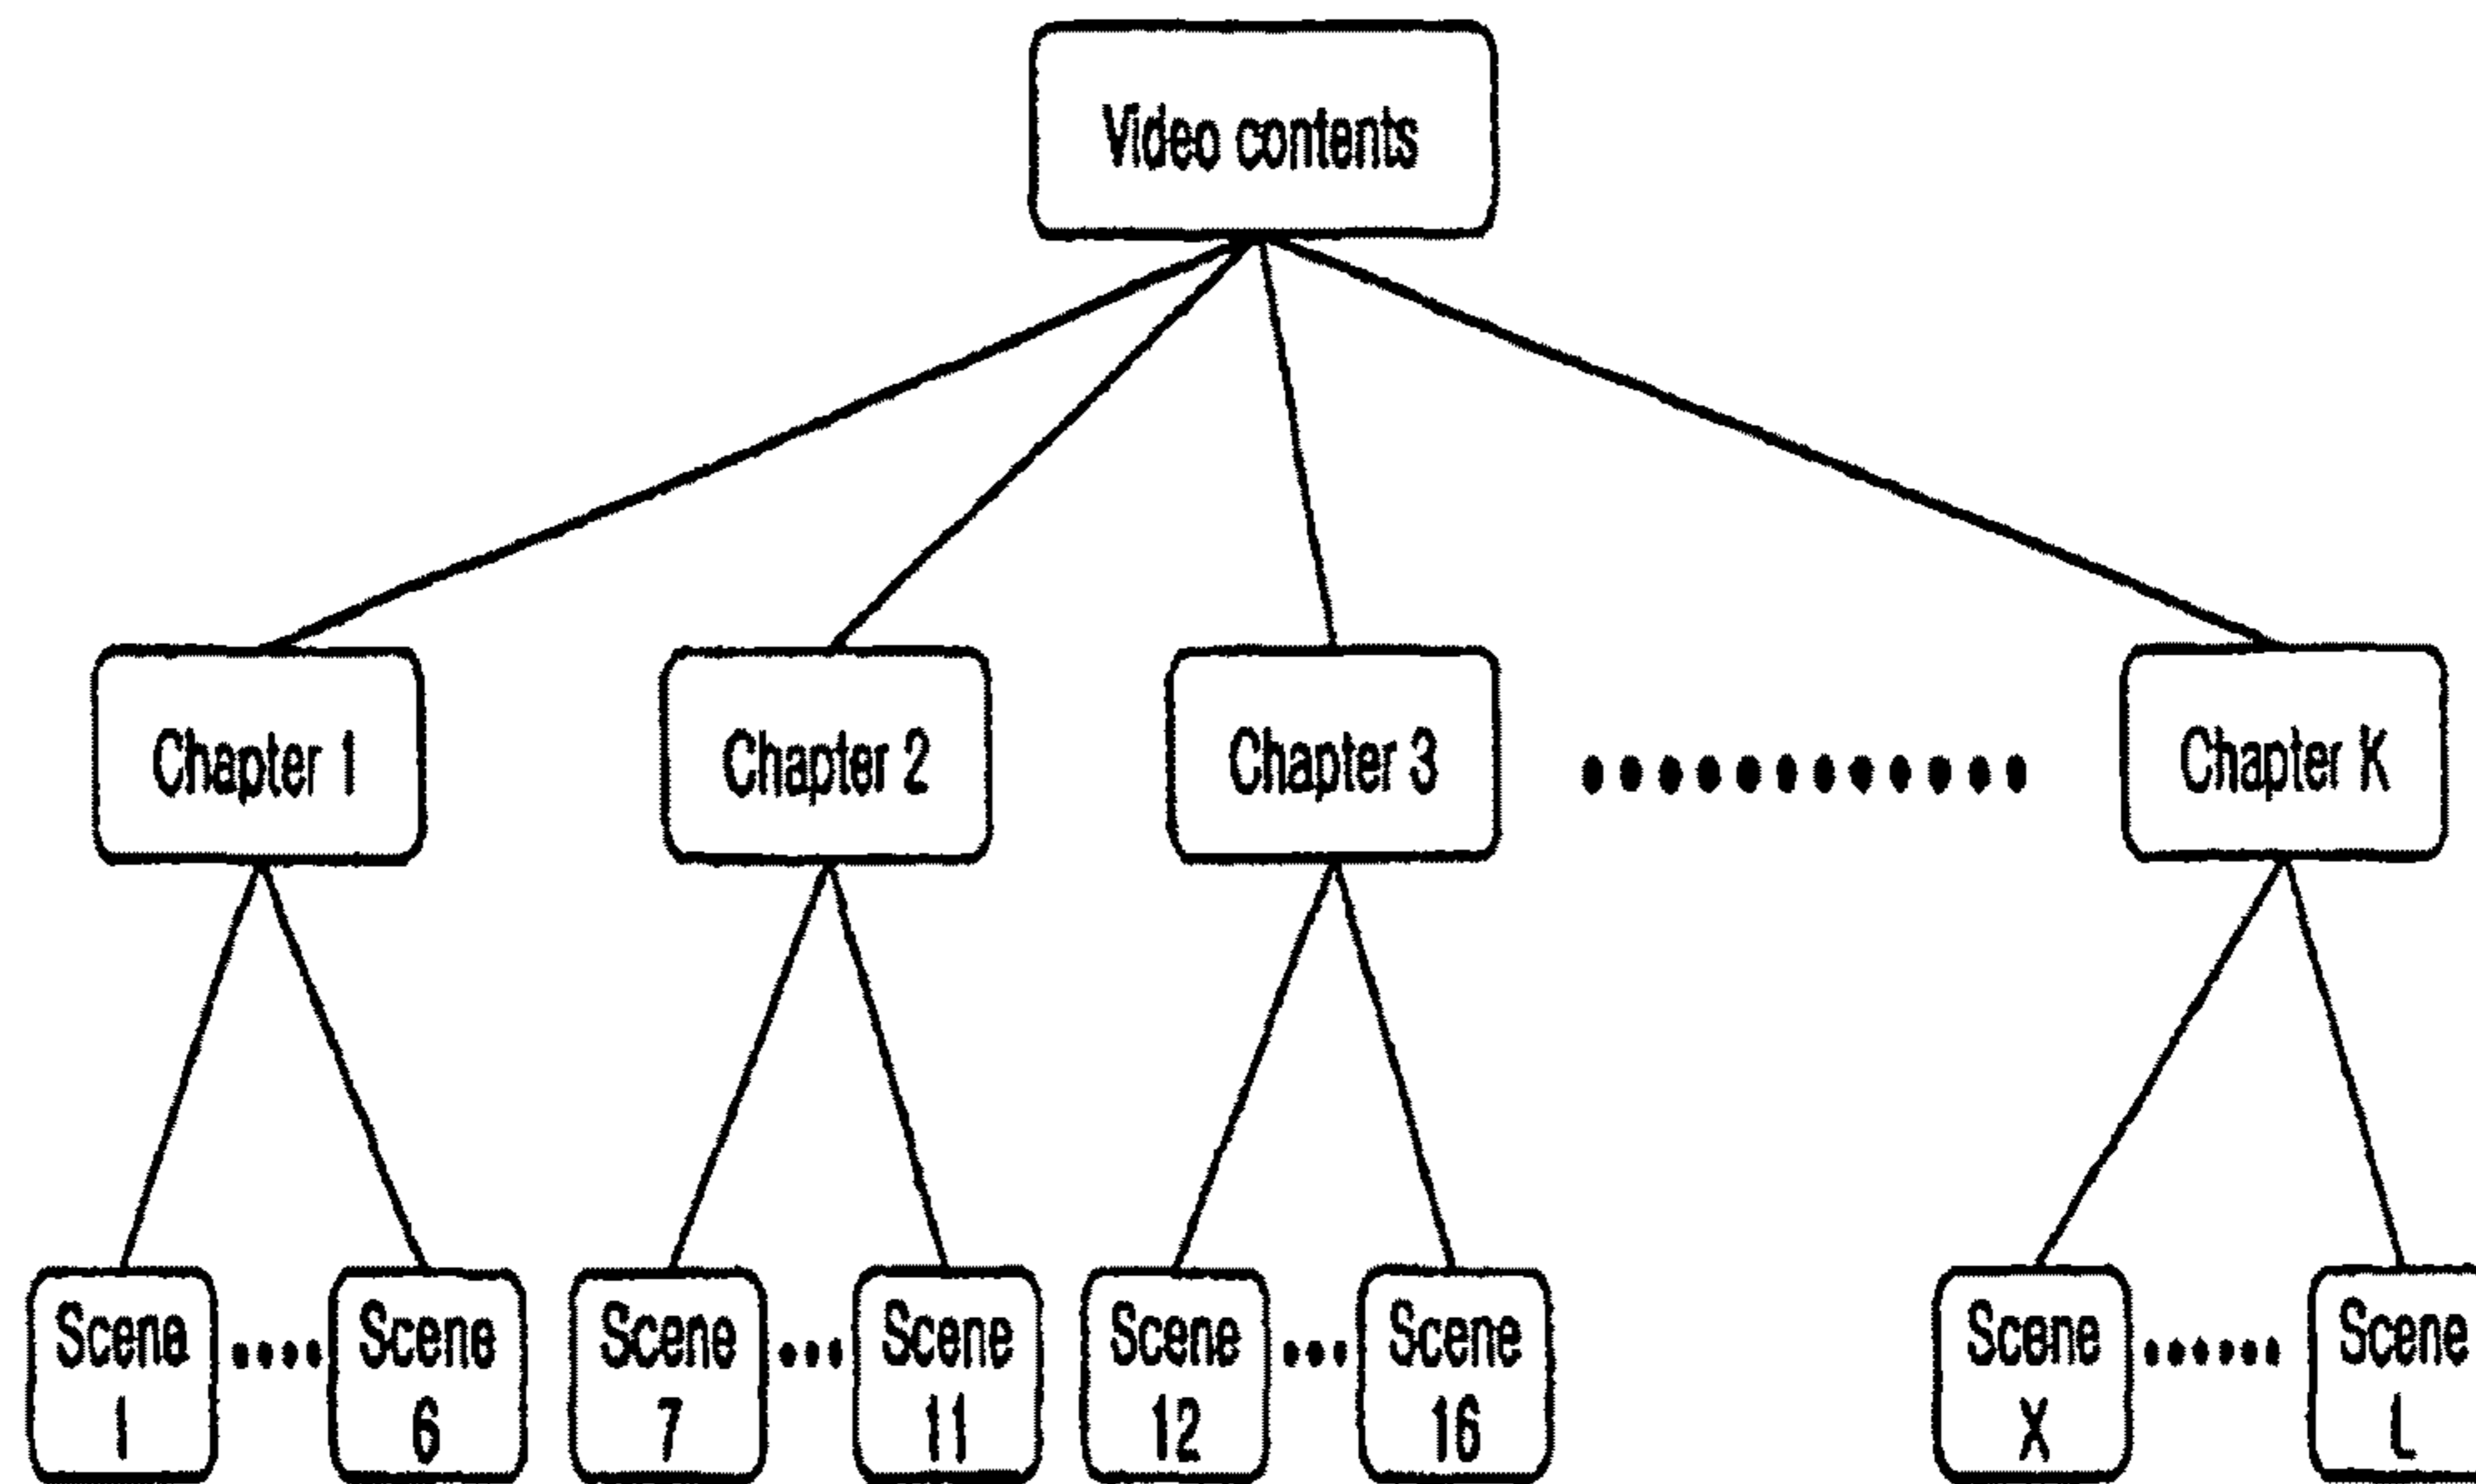 Video contents
Chapter 1
Chapter 2
Chapter 3
Chapter K
Scene
1
Scene
6
Scene
7
Scene
11
Scene
12
Scene
16
Scene
X
Scene
L